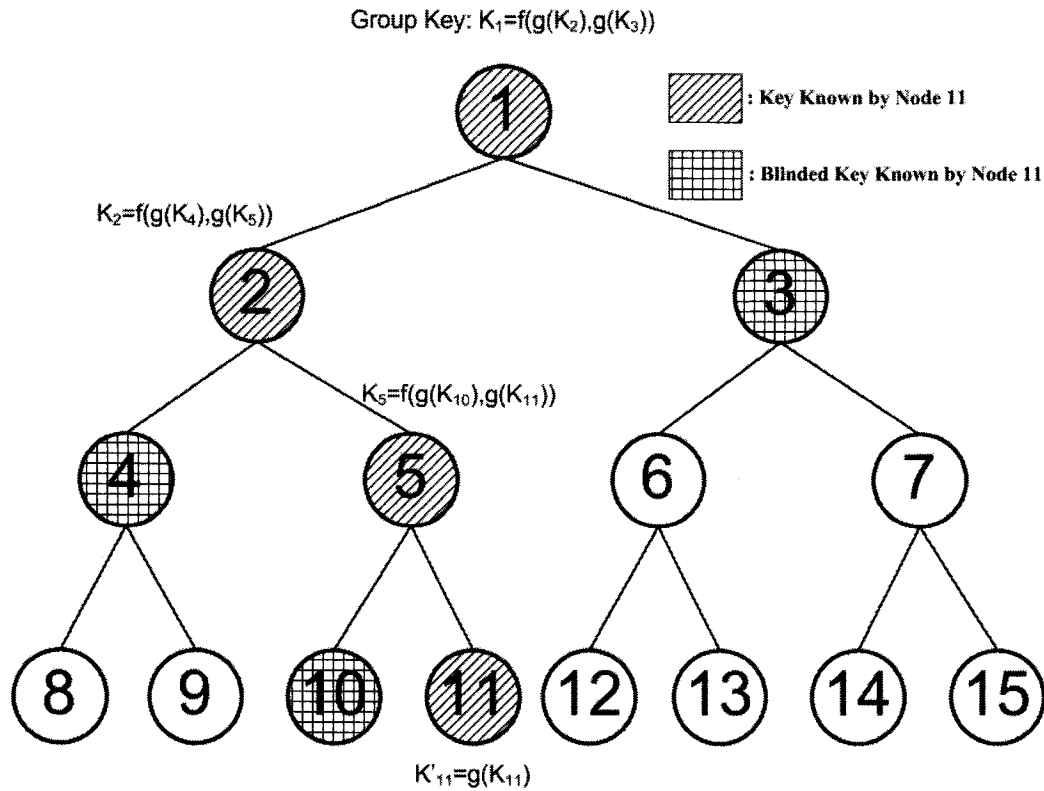 Group Key: K₁=f(g(K₂),g(K₃))
1
: Key Known by Node 11
: Blinded Key Known by Node 11
K₂=f(g(K₄),g(K₅))
2
3
K₅=f(g(K₁₀),g(K₁₁))
4
5
6
7
8
9
10
11
12
13
14
15
K'₁₁=g(K₁₁)